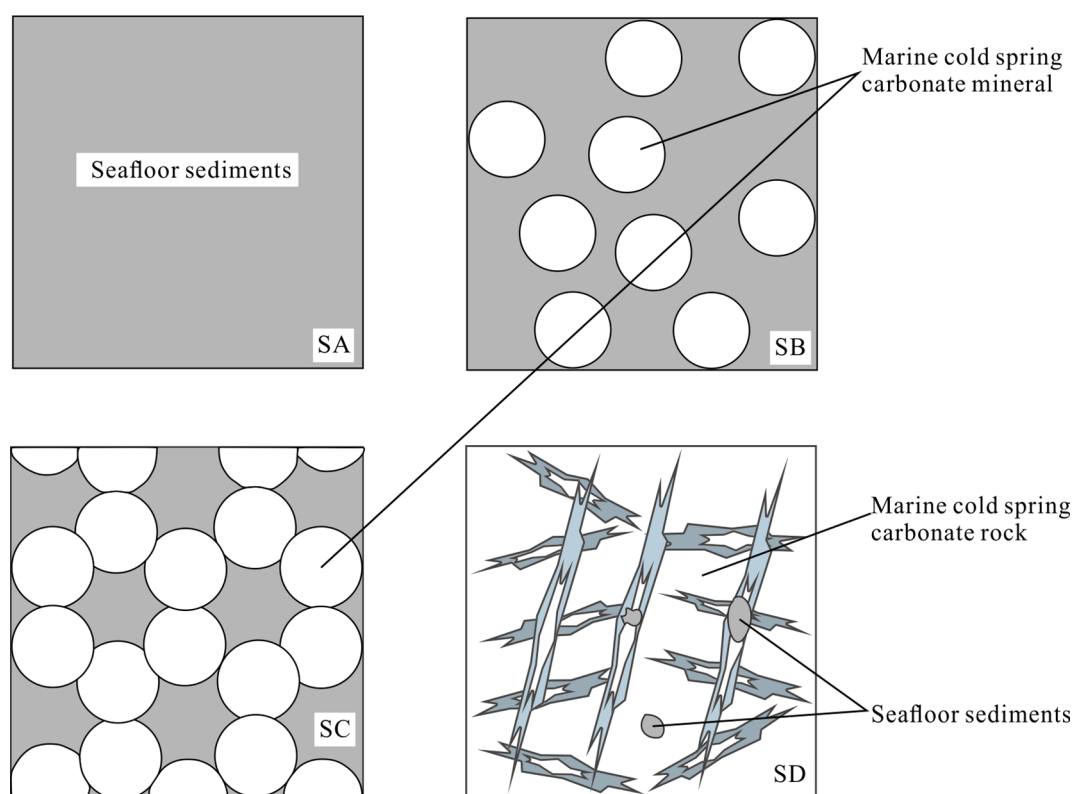 Seafloor sediments
SA
Marine cold spring
carbonate mineral
SB
SC
Marine cold spring
carbonate rock
Seafloor sediments
SD